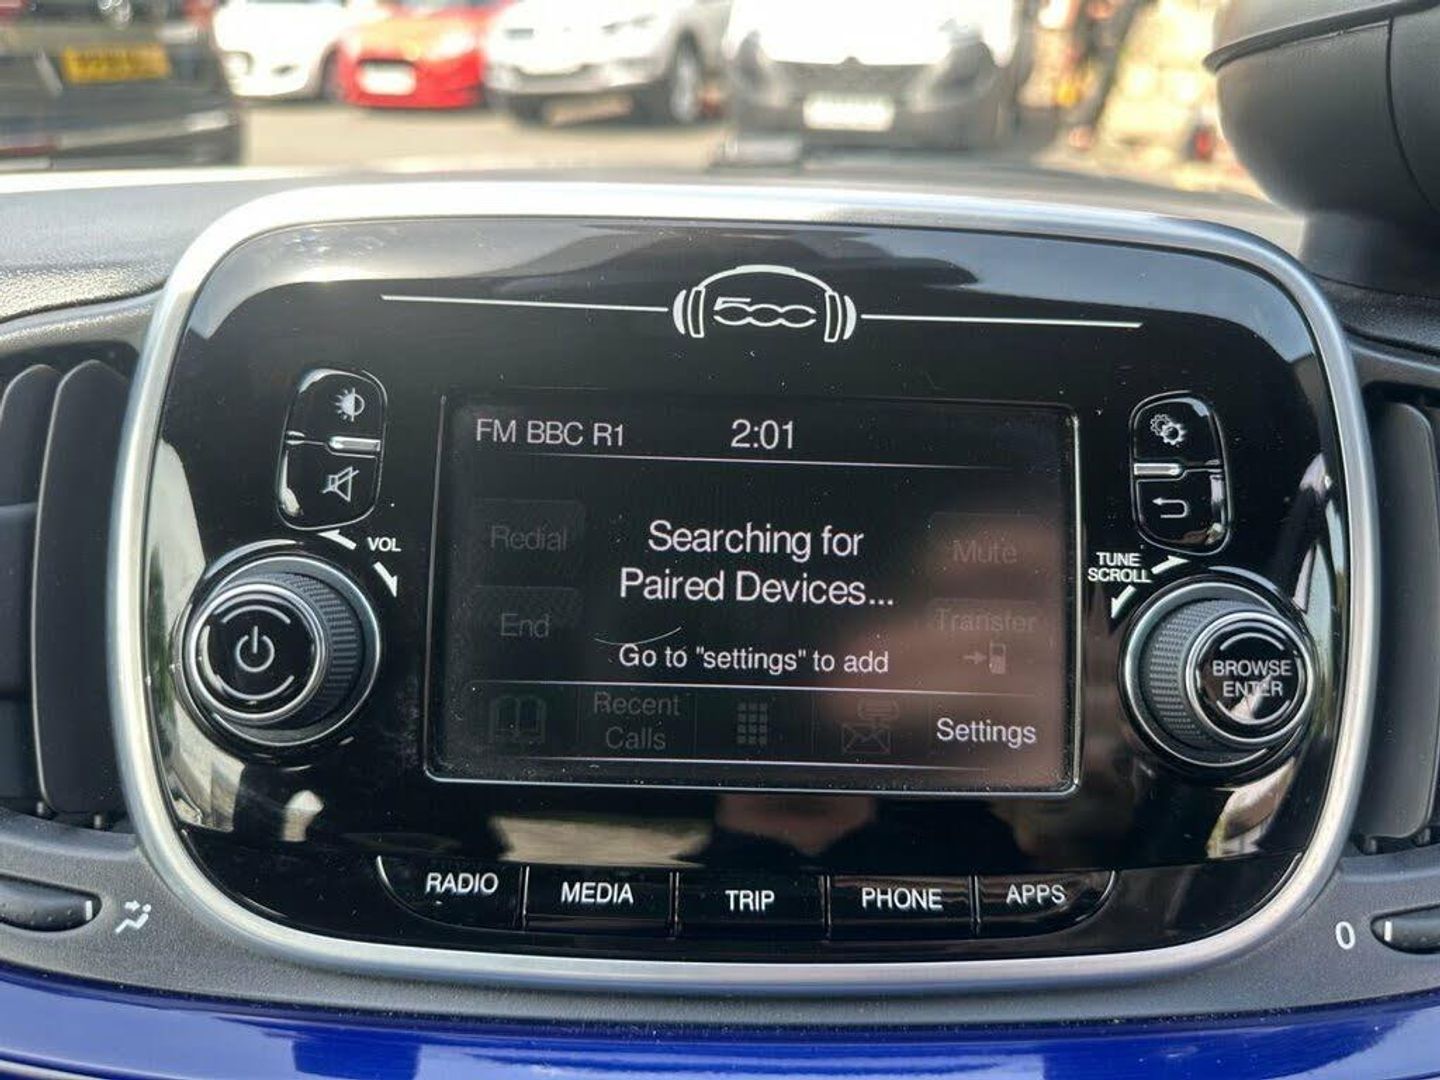 500
FM BBC R1 2:01
Redial
Searching for
Paired Devices...
Mute
End
Go to "settings" to add
Transfer
Recent
Calls
Settings
VOL
TUNE
SCROLL
BROWSE
ENTER
RADIO MEDIA TRIP PHONE APPS
0